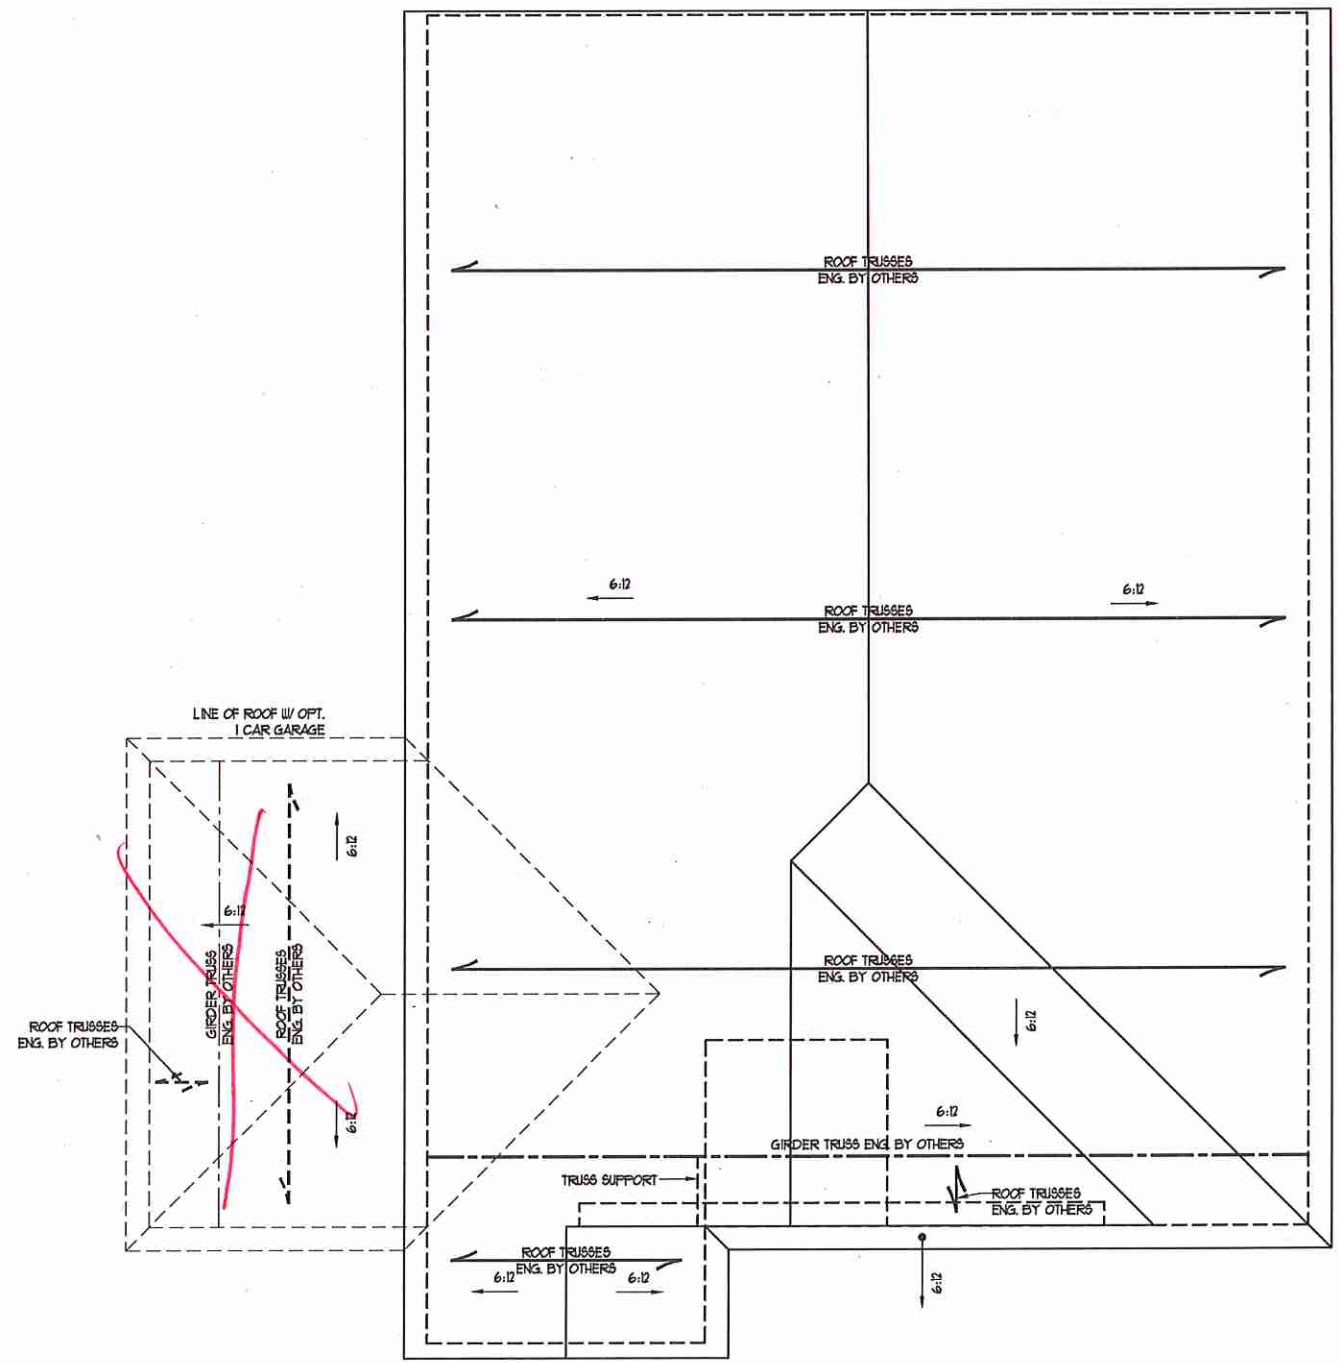 ROOF TRUSSES
ENG. BY OTHERS
6:12
6:12
ROOF TRUSSES
ENG. BY OTHERS
LINE OF ROOF W/ OPT.
1 CAR GARAGE
6:12
6:12
GIRDER TRUSS
ENG. BY OTHERS
ROOF TRUSSES
ENG. BY OTHERS
ROOF TRUSSES
ENG. BY OTHERS
6:12
ROOF TRUSSES
ENG. BY OTHERS
6:12
6:12
GIRDER TRUSS ENG. BY OTHERS
TRUSS SUPPORT
ROOF TRUSSES
ENG. BY OTHERS
ROOF TRUSSES
ENG. BY OTHERS
6:12
6:12
6:12